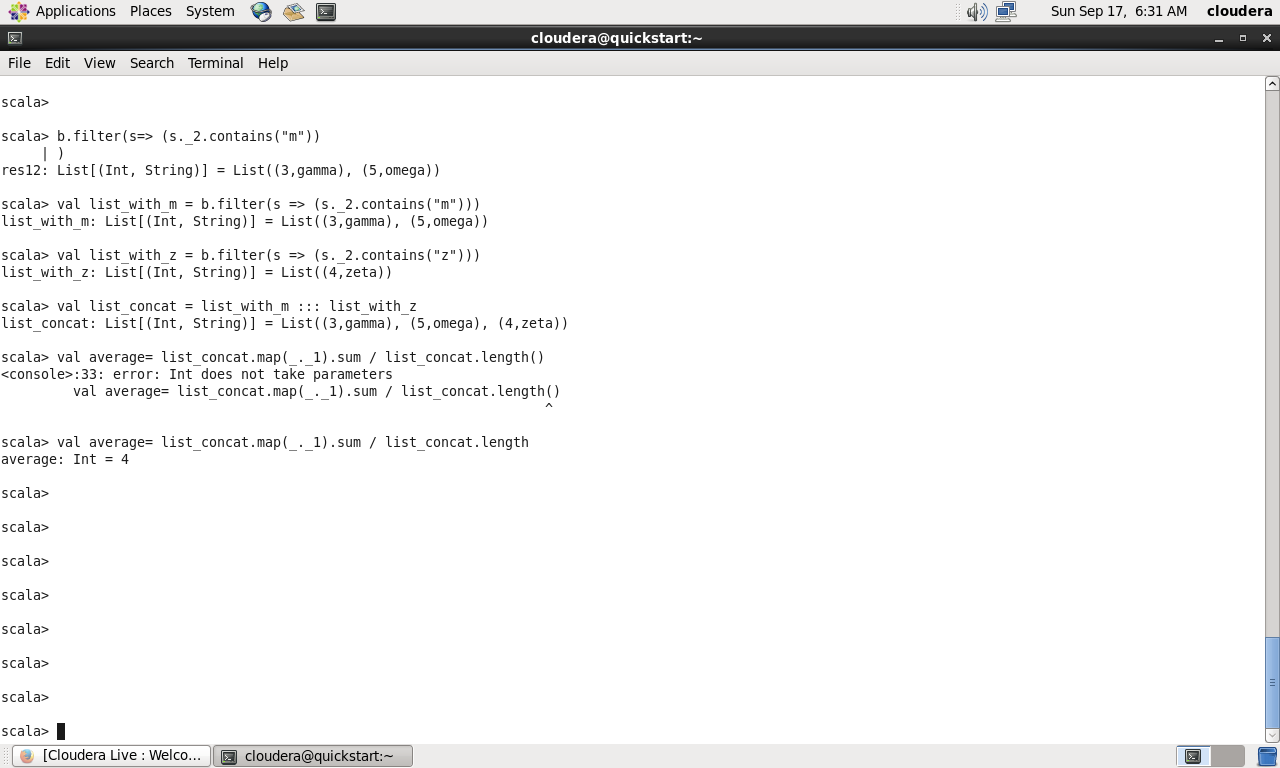 Applications Places System Sun Sep 17, 6:31 AM cloudera
cloudera@quickstart:~
File Edit View Search Terminal Help
scala>
scala> b.filter(s=> (s._2.contains("m"))
| )
res12: List[(Int, String)] = List((3,gamma), (5,omega))
scala> val list_with_m = b.filter(s => (s._2.contains("m")))
list_with_m: List[(Int, String)] = List((3,gamma), (5,omega))
scala> val list_with_z = b.filter(s => (s._2.contains("z")))
list_with_z: List[(Int, String)] = List((4,zeta))
scala> val list_concat = list_with_m ::: list_with_z
list_concat: List[(Int, String)] = List((3,gamma), (5,omega), (4,zeta))
scala> val average= list_concat.map(_._1).sum / list_concat.length()
<console>:33: error: Int does not take parameters
val average= list_concat.map(_._1).sum / list_concat.length()
^
scala> val average= list_concat.map(_._1).sum / list_concat.length
average: Int = 4
scala>
scala>
scala>
scala>
scala>
scala>
scala>
scala>
[Cloudera Live : Welco... cloudera@quickstart:~